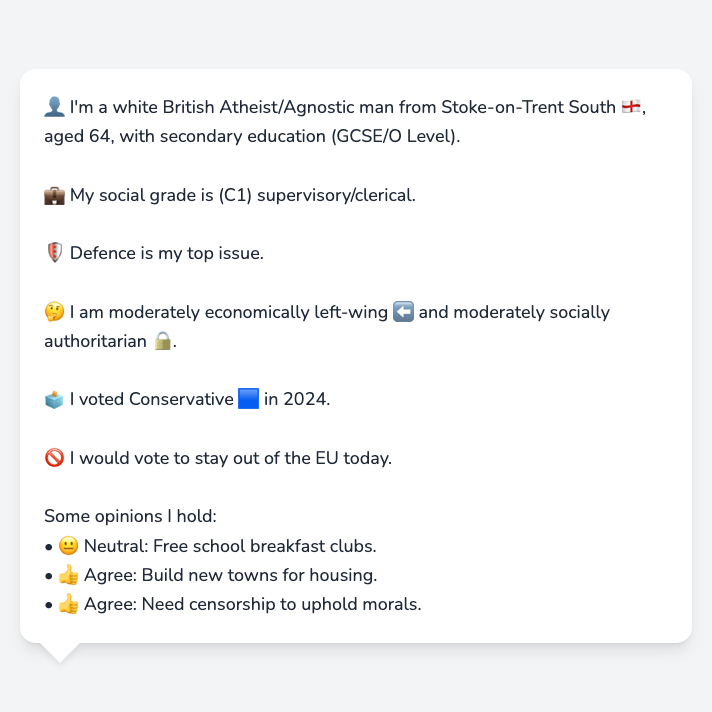 👤 I'm a white British Atheist/Agnostic man from Stoke-on-Trent South 🏴󠁧󠁢󠁥󠁮󠁧󠁿,
aged 64, with secondary education (GCSE/O Level).
💼 My social grade is (C1) supervisory/clerical.
🛡️ Defence is my top issue.
🤔 I am moderately economically left-wing ⬅️ and moderately socially
authoritarian 🔒.
🗳️ I voted Conservative 🟦 in 2024.
🚫 I would vote to stay out of the EU today.
Some opinions I hold:
• 😐 Neutral: Free school breakfast clubs.
• 👍 Agree: Build new towns for housing.
• 👍 Agree: Need censorship to uphold morals.